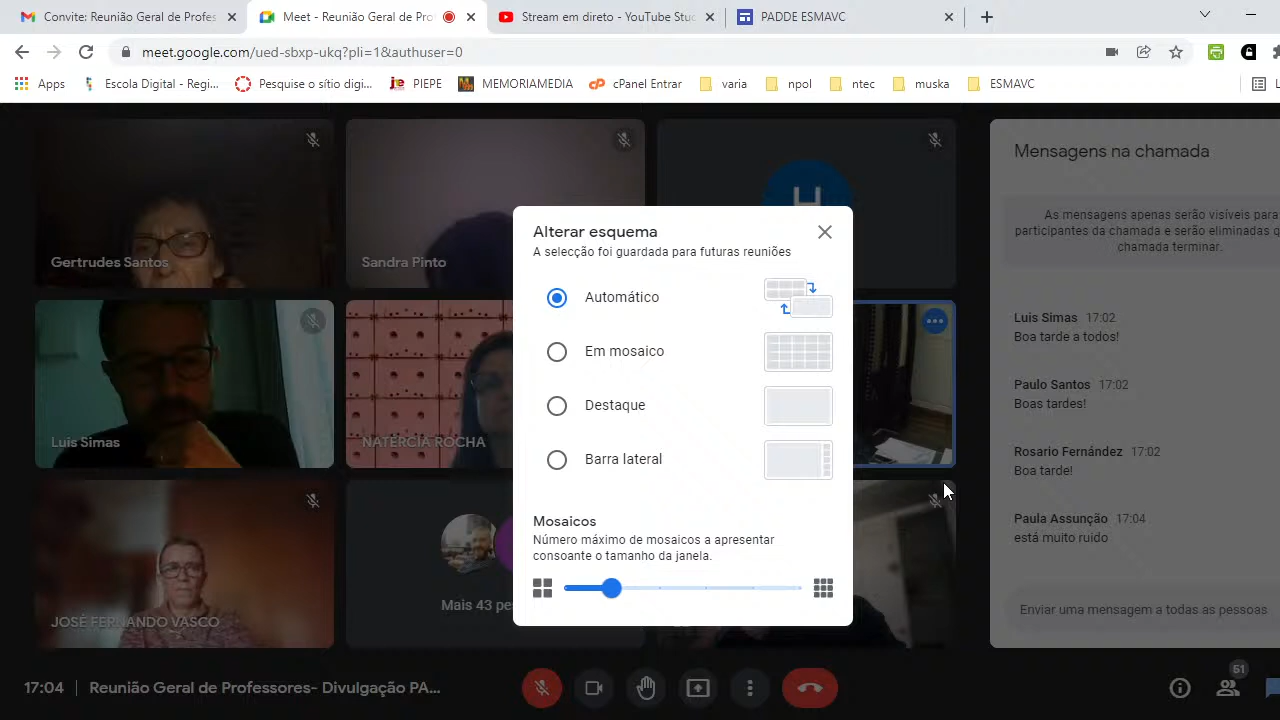 Convite: Reunião Geral de Profes
Meet - Reunião Geral de Pro
Stream em direto - YouTube Stu
PADDE ESMAVC
meet.google.com/ued-sbxp-ukq?pli=1&authuser=0
Apps
Escola Digital - Regi...
Pesquise o sítio digi...
PIEPE
MEMORIAMEDIA
cPanel Entrar
varia
npol
ntec
muska
ESMAVC
L
Gertrudes Santos
Sandra Pinto
H
Luis Simas
NATÉRCIA ROCHA
JOSÉ FERNANDO VASCO
Mais 43 pe
Alterar esquema
A selecção foi guardada para futuras reuniões
Automático
Em mosaico
Destaque
Barra lateral
Mosaicos
Número máximo de mosaicos a apresentar
consoante o tamanho da janela.
Mensagens na chamada
As mensagens apenas serão visíveis para
participantes da chamada e serão eliminadas q
chamada terminar.
Luis Simas 17:02
Boa tarde a todos!
Paulo Santos 17:02
Boas tardes!
Rosario Fernández 17:02
Boa tarde!
Paula Assunção 17:04
está muito ruido
Enviar uma mensagem a todas as pessoas
17:04 | Reunião Geral de Professores- Divulgação PA...
51